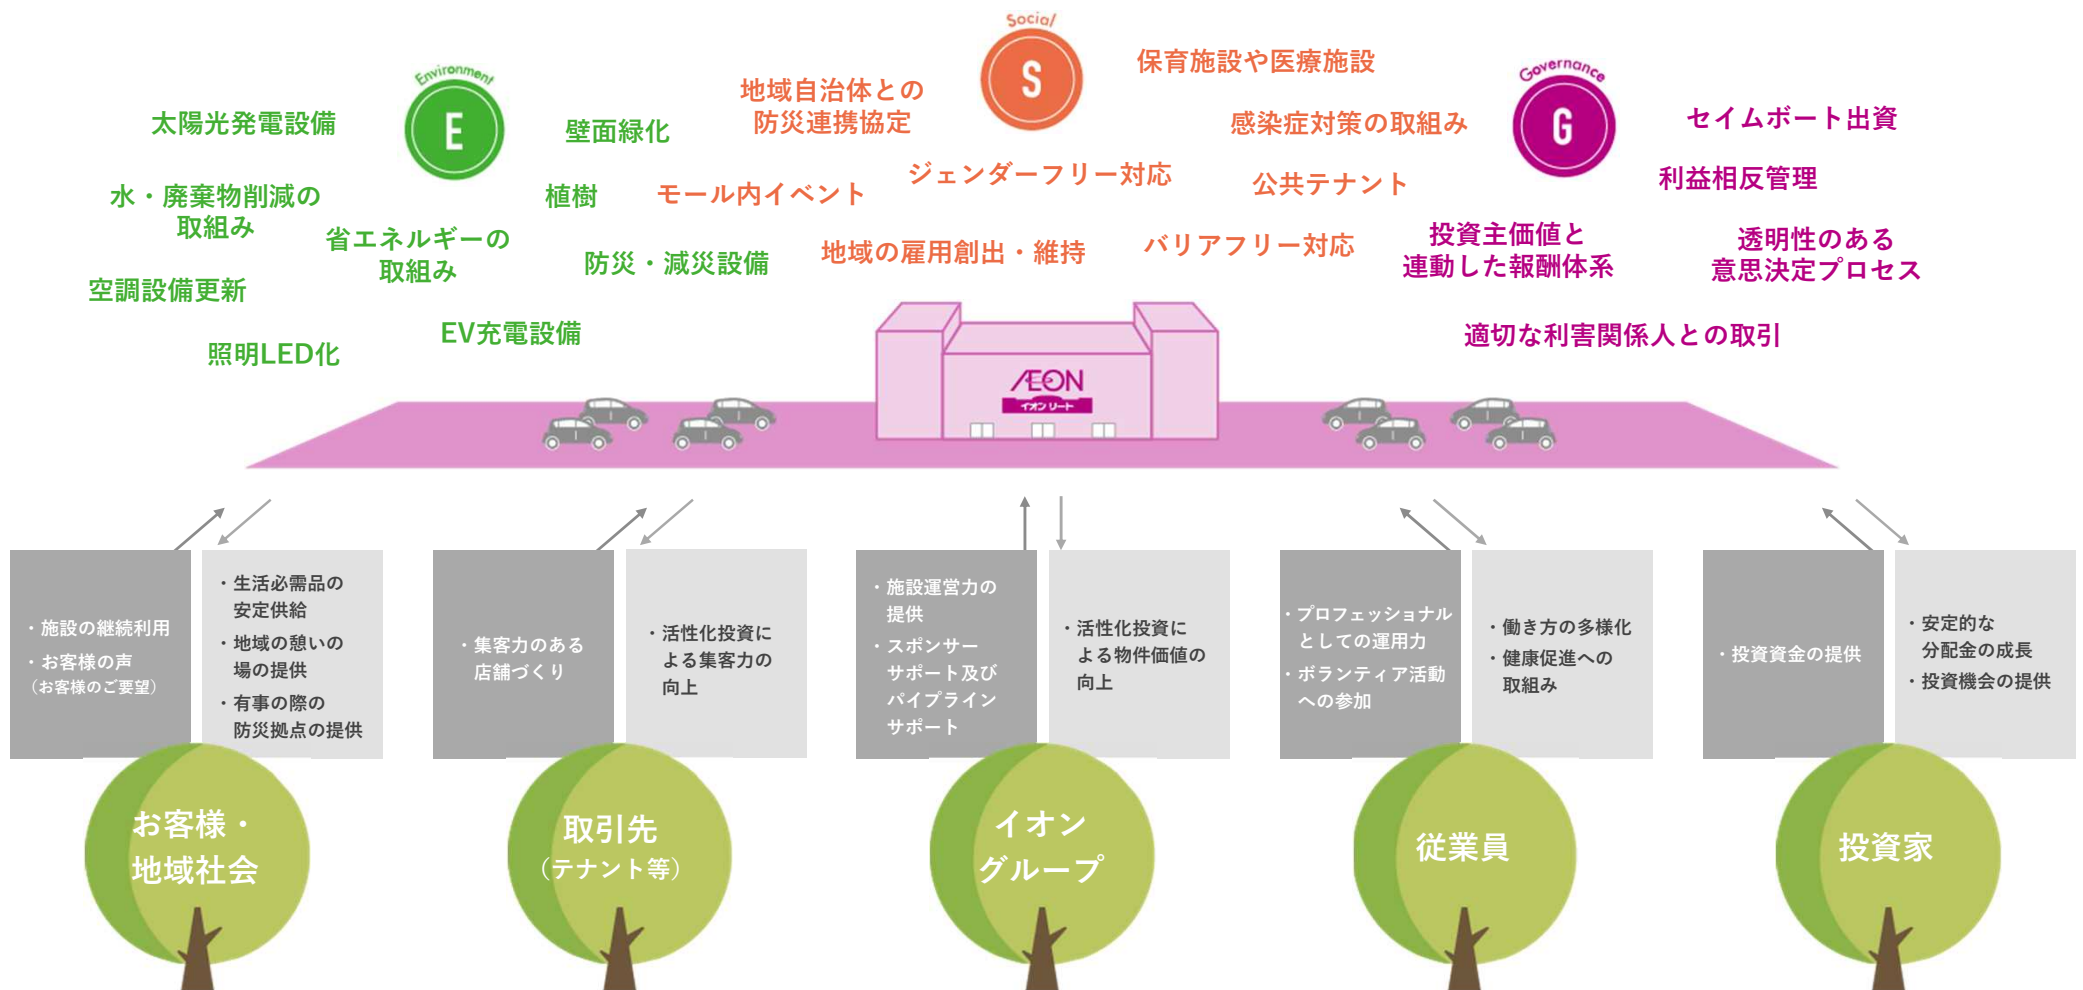 Environment
E
太陽光発電設備
壁面緑化
水・廃棄物削減の
取組み
植樹
省エネルギーの
取組み
防災・減災設備
空調設備更新
EV充電設備
照明LED化
Social
S
保育施設や医療施設
地域自治体との
防災連携協定
感染症対策の取組み
ジェンダーフリー対応
モール内イベント
公共テナント
地域の雇用創出・維持
バリアフリー対応
Governance
G
セイムボート出資
利益相反管理
投資主価値と
連動した報酬体系
透明性のある
意思決定プロセス
適切な利害関係人との取引
ÆON
イオンリート
・施設の継続利用
・お客様の声
（お客様のご要望）
・生活必需品の
安定供給
・地域の憩いの
場の提供
・有事の際の
防災拠点の提供
お客様・
地域社会
・集客力のある
店舗づくり
・活性化投資に
よる集客力の
向上
取引先
（テナント等）
・施設運営力の
提供
・スポンサー
サポート及び
パイプライン
サポート
・活性化投資に
よる物件価値の
向上
イオン
グループ
・プロフェッショナル
としての運用力
・ボランティア活動
への参加
・働き方の多様化
・健康促進への
取組み
従業員
・投資資金の提供
・安定的な
分配金の成長
・投資機会の提供
投資家